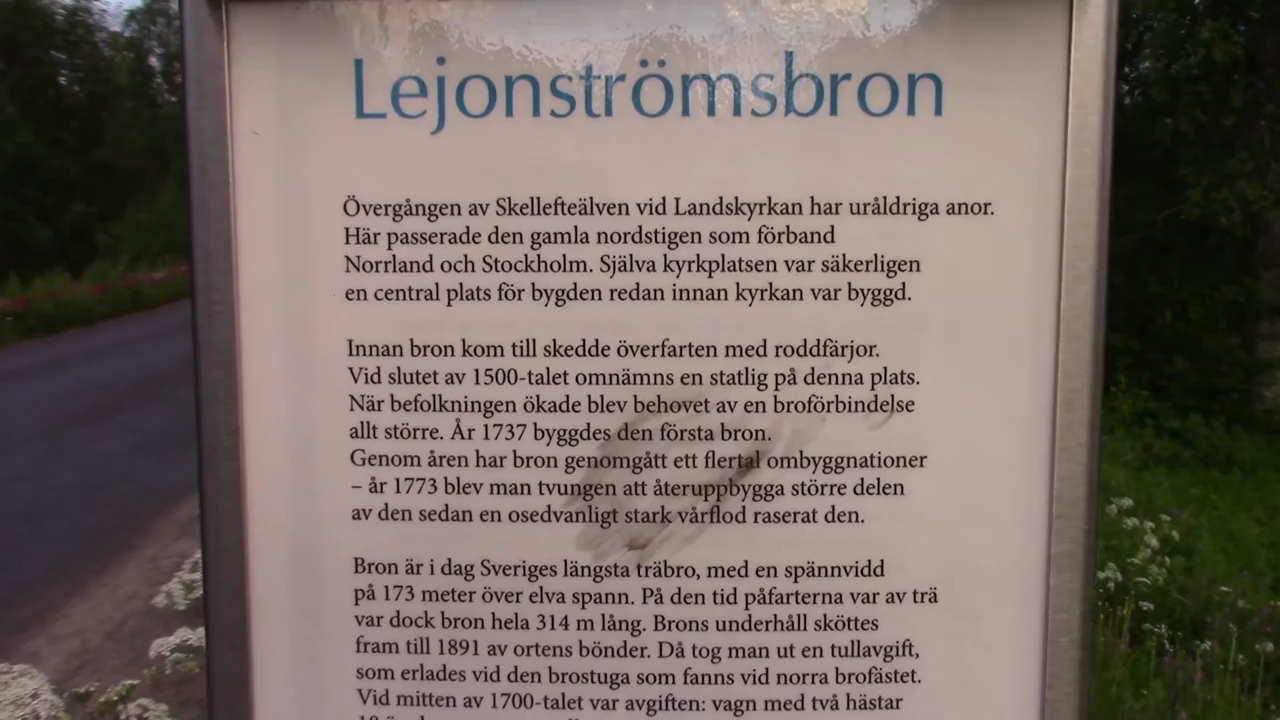 Lejonströmsbron
Övergången av Skellefteälven vid Landskyrkan har uråldriga anor.
Här passerade den gamla nordstigen som förband
Norrland och Stockholm. Själva kyrkplatsen var säkerligen
en central plats för bygden redan innan kyrkan var byggd.
Innan bron kom till skedde överfarten med roddfärjor.
Vid slutet av 1500-talet omnämns en statlig på denna plats.
När befolkningen ökade blev behovet av en broförbindelse
allt större. År 1737 byggdes den första bron.
Genom åren har bron genomgått ett flertal ombyggnationer
– år 1773 blev man tvungen att återuppbygga större delen
av den sedan en osedvanligt stark vårflod raserat den.
Bron är i dag Sveriges längsta träbro, med en spännvidd
på 173 meter över elva spann. På den tid påfarterna var av trä
var dock bron hela 314 m lång. Brons underhåll sköttes
fram till 1891 av ortens bönder. Då tog man ut en tullavgift,
som erlades vid den brostuga som fanns vid norra brofästet.
Vid mitten av 1700-talet var avgiften: vagn med två hästar